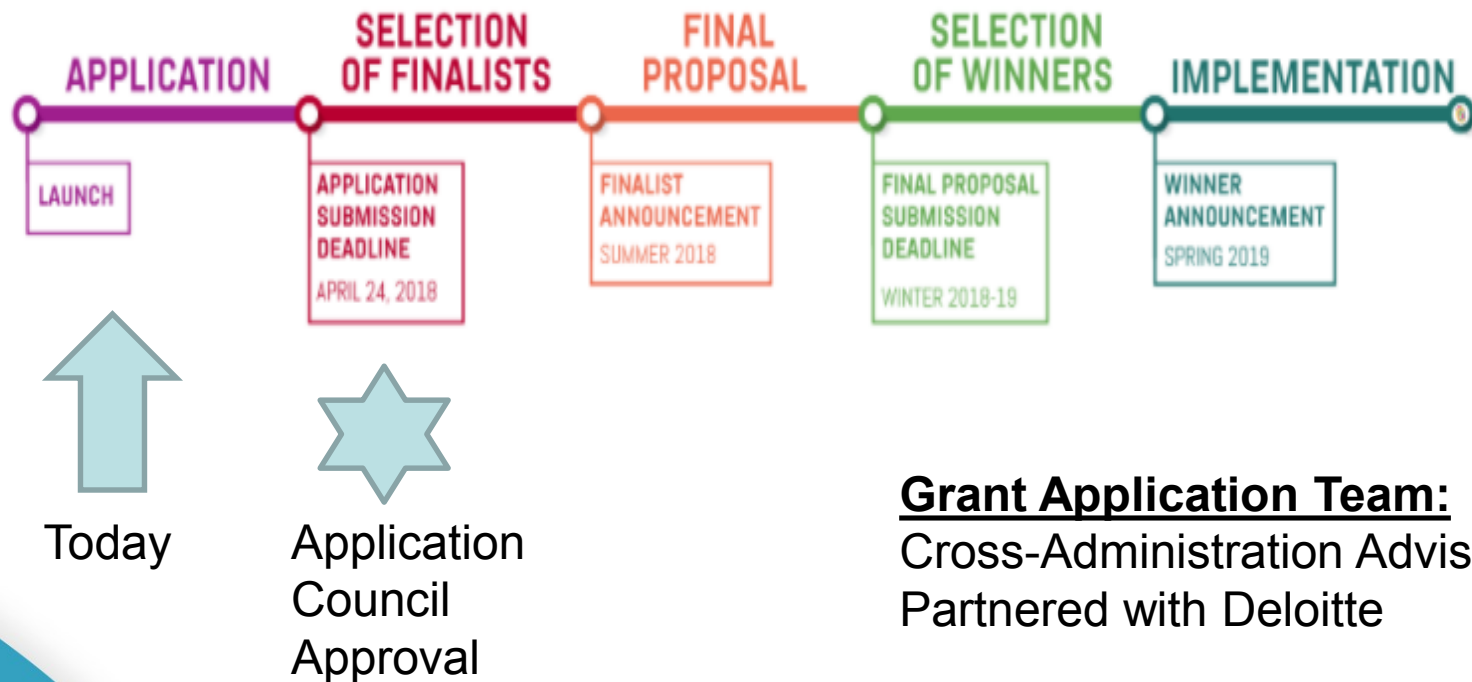 APPLICATION
SELECTION
OF FINALISTS
FINAL
PROPOSAL
SELECTION
OF WINNERS
IMPLEMENTATION
LAUNCH
APPLICATION
SUBMISSION
DEADLINE
APRIL 24, 2018
FINALIST
ANNOUNCEMENT
SUMMER 2018
FINAL PROPOSAL
SUBMISSION
DEADLINE
WINTER 2018-19
WINNER
ANNOUNCEMENT
SPRING 2019
Today
Application
Council
Approval
Grant Application Team:
Cross-Administration Advis
Partnered with Deloitte